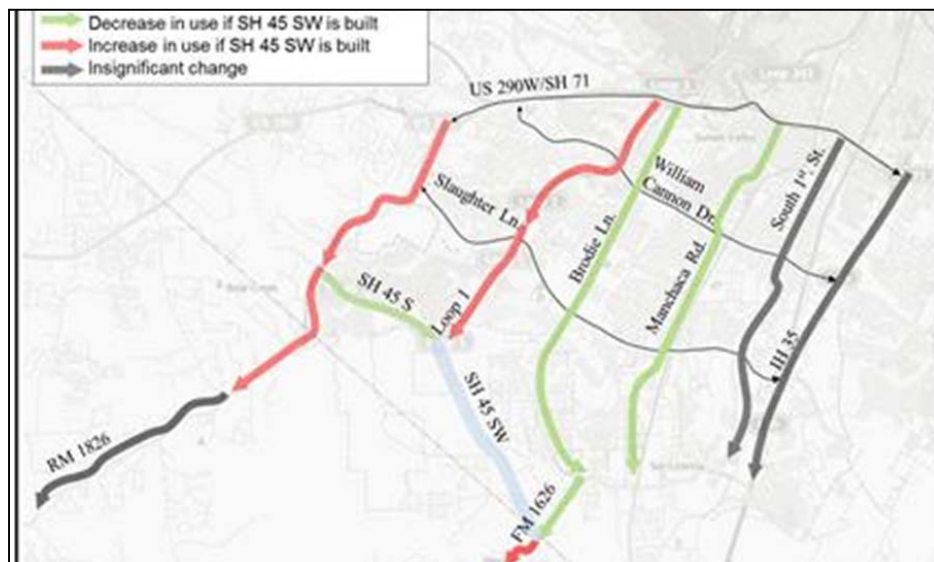 Decrease in use if SH 45 SW is built
Increase in use if SH 45 SW is built
Insignificant change
US 290W/SH 71
Slaughter Ln.
William
Cannon Dr.
South 1st. St.
Brodie Ln.
Manchaca Rd.
SH 45 S
Loop 1
IH 35
SH 45 SW
RM 1826
FM 1626